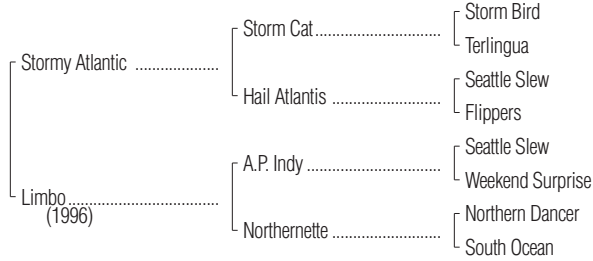 Storm Bird
Storm Cat....................................
Terlingua
Stormy Atlantic .....................
Seattle Slew
Hail Atlantis ...............................
Flippers
Seattle Slew
A.P. Indy ......................................
Weekend Surprise
Limbo.......................................
(1996)
Northern Dancer
Northernette ...............................
South Ocean